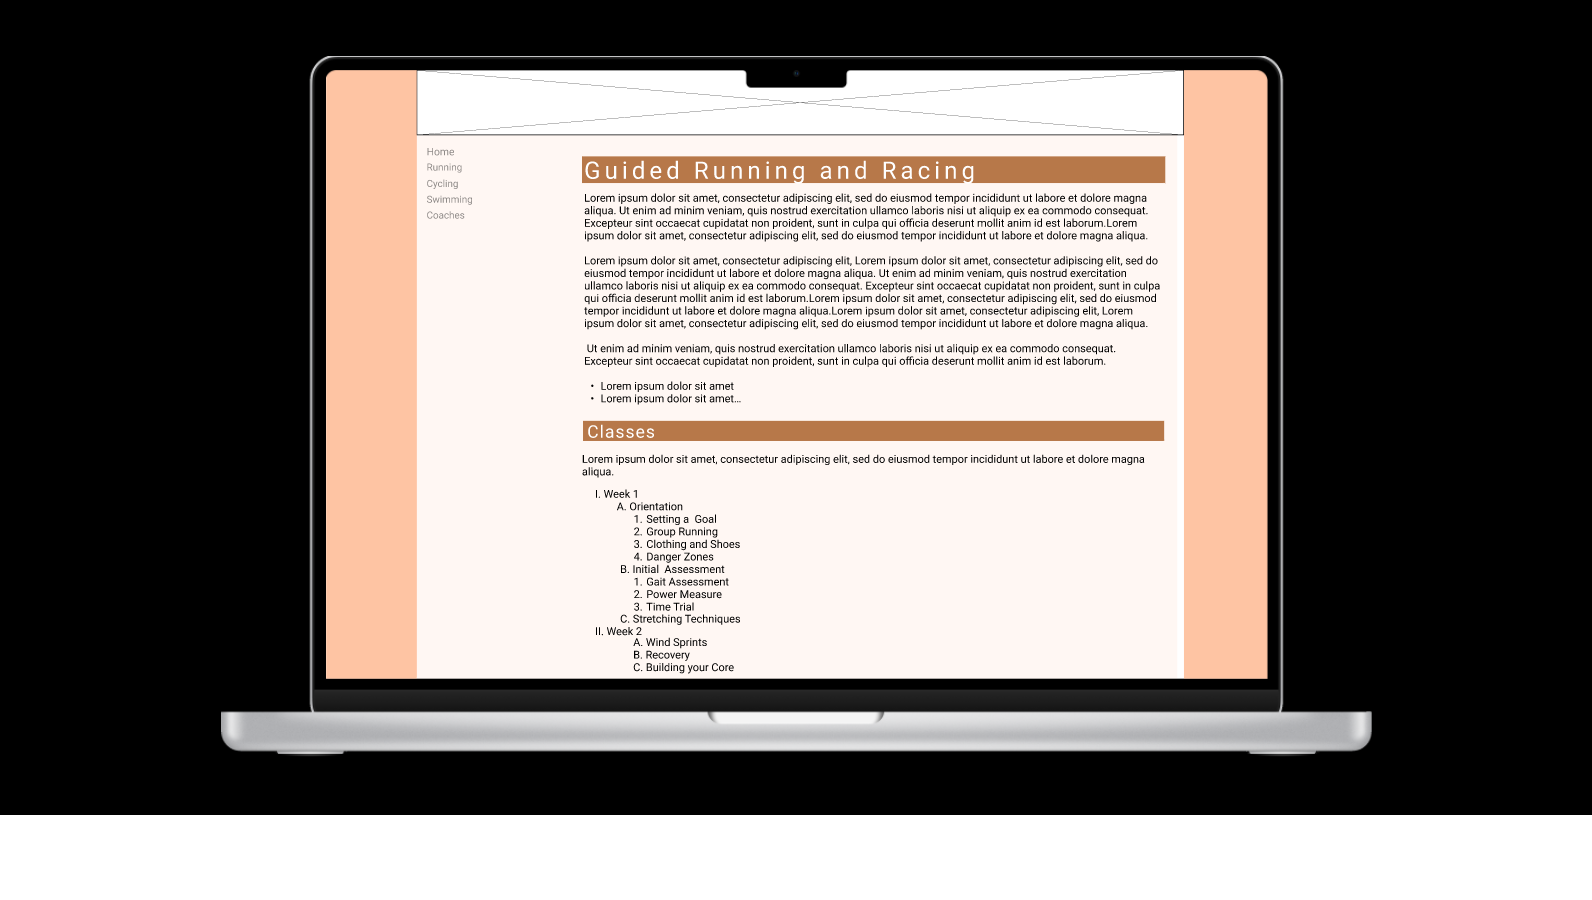 Home
Running
Cycling
Swimming
Coaches
Guided Running and Racing
Lorem ipsum dolor sit amet, consectetur adipiscing elit, sed do eiusmod tempor incididunt ut labore et dolore magna
aliqua. Ut enim ad minim veniam, quis nostrud exercitation ullamco laboris nisi ut aliquip ex ea commodo consequat.
Excepteur sint occaecat cupidatat non proident, sunt in culpa qui officia deserunt mollit anim id est laborum.Lorem
ipsum dolor sit amet, consectetur adipiscing elit, sed do eiusmod tempor incididunt ut labore et dolore magna aliqua.
Lorem ipsum dolor sit amet, consectetur adipiscing elit, Lorem ipsum dolor sit amet, consectetur adipiscing elit, sed do
eiusmod tempor incididunt ut labore et dolore magna aliqua. Ut enim ad minim veniam, quis nostrud exercitation
ullamco laboris nisi ut aliquip ex ea commodo consequat. Excepteur sint occaecat cupidatat non proident, sunt in culpa
qui officia deserunt mollit anim id est laborum.Lorem ipsum dolor sit amet, consectetur adipiscing elit, sed do eiusmod
tempor incididunt ut labore et dolore magna aliqua.Lorem ipsum dolor sit amet, consectetur adipiscing elit, Lorem
ipsum dolor sit amet, consectetur adipiscing elit, sed do eiusmod tempor incididunt ut labore et dolore magna aliqua.
Ut enim ad minim veniam, quis nostrud exercitation ullamco laboris nisi ut aliquip ex ea commodo consequat.
Excepteur sint occaecat cupidatat non proident, sunt in culpa qui officia deserunt mollit anim id est laborum.
• Lorem ipsum dolor sit amet
• Lorem ipsum dolor sit amet...
Classes
Lorem ipsum dolor sit amet, consectetur adipiscing elit, sed do eiusmod tempor incididunt ut labore et dolore magna
aliqua.
I. Week 1
A. Orientation
1. Setting a Goal
2. Group Running
3. Clothing and Shoes
4. Danger Zones
B. Initial Assessment
1. Gait Assessment
2. Power Measure
3. Time Trial
C. Stretching Techniques
II. Week 2
A. Wind Sprints
B. Recovery
C. Building your Core